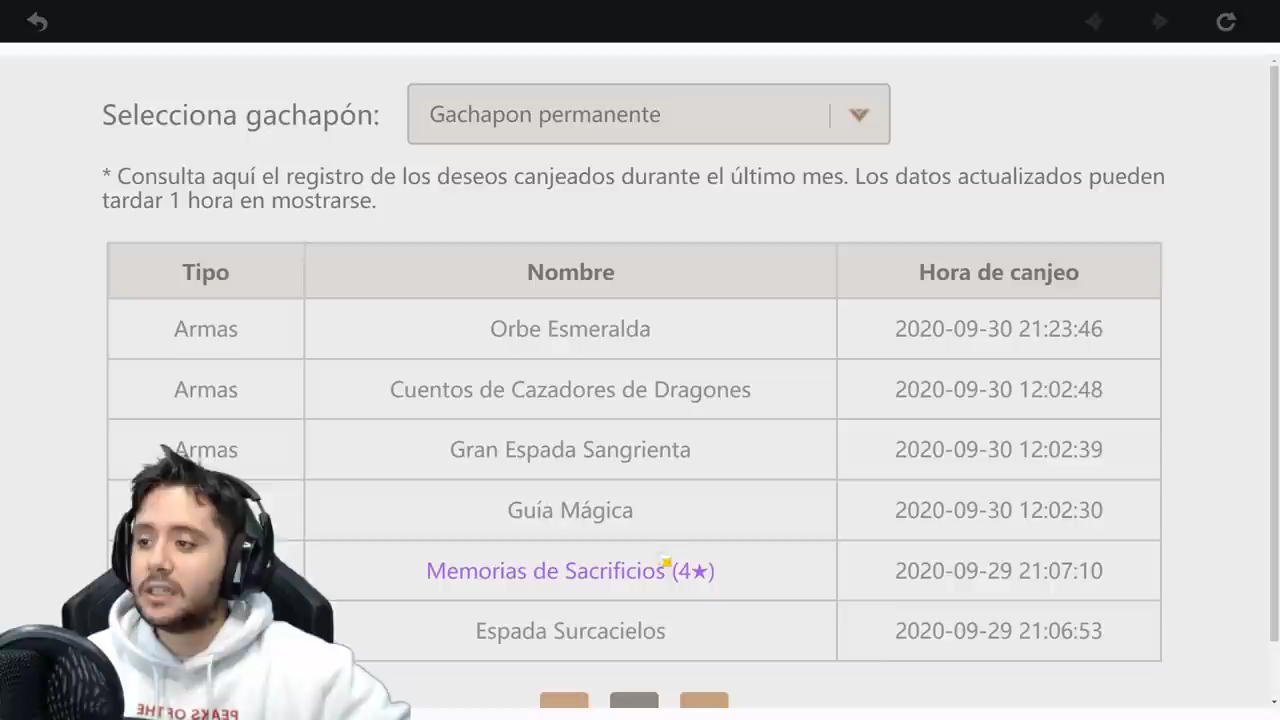 Selecciona gachapón:
Gachapon permanente
* Consulta aquí el registro de los deseos canjeados durante el último mes. Los datos actualizados pueden
tardar 1 hora en mostrarse.
Tipo Nombre Hora de canjeo
Armas Orbe Esmeralda 2020-09-30 21:23:46
Armas Cuentos de Cazadores de Dragones 2020-09-30 12:02:48
Armas Gran Espada Sangrienta 2020-09-30 12:02:39
Guía Mágica 2020-09-30 12:02:30
Memorias de Sacrificios (4★) 2020-09-29 21:07:10
Espada Surcacielos 2020-09-29 21:06:53
PEAKS OF THE